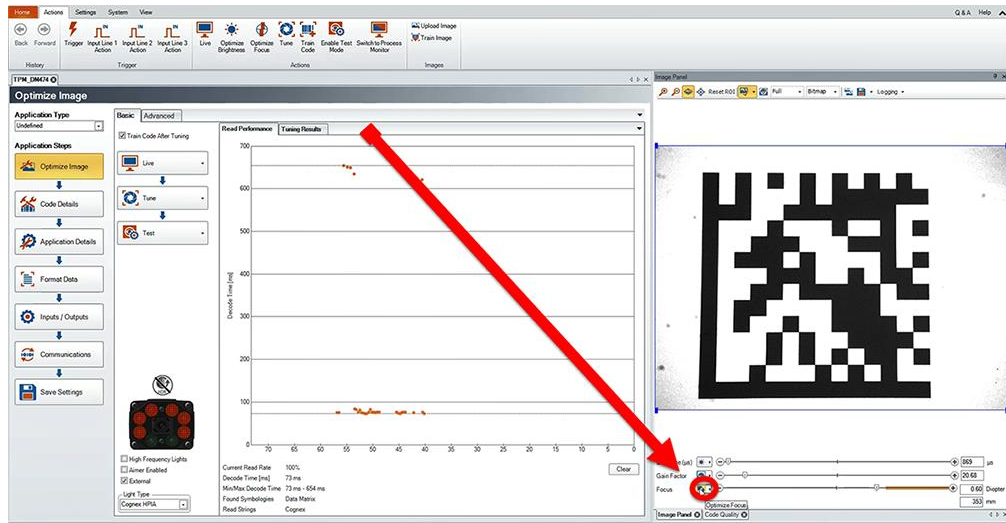 Home Actions Settings System View Q & A Help
Back Forward Trigger Input Line 1 Action Input Line 2 Action Input Line 3 Action Live Optimize Brightness Optimize Focus Tune Train Code Enable Test Mode Switch to Process Monitor Upload Image
Train Image
History Trigger Actions Images
TPM_DM474
Optimize Image
Application Type
Undefined
Application Steps
Optimize Image
Code Details
Application Details
Format Data
Inputs / Outputs
Communications
Save Settings
Basic Advanced
Train Code After Tuning
Live
Tune
Test
High Frequency Lights
Aimer Enabled
External
Light Type
Cognex HPIA
Read Performance Tuning Results
700
600
500
400
300
200
100
0
Decode Time [ms]
70 65 60 55 50 45 40 35 30 25 20 15 10 5 0
Current Read Rate 100%
Decode Time [ms] 73 ms
Min/Max Decode Time 73 ms - 654 ms
Found Symbologies Data Matrix
Read Strings Cognex
Clear
Image Panel
Reset ROI Full Bitmap Logging
(µs) 869 µs
Gain Factor 20.68
Focus 0.60 Diopter
353 mm
Optimize Focus
Image Panel Code Quality